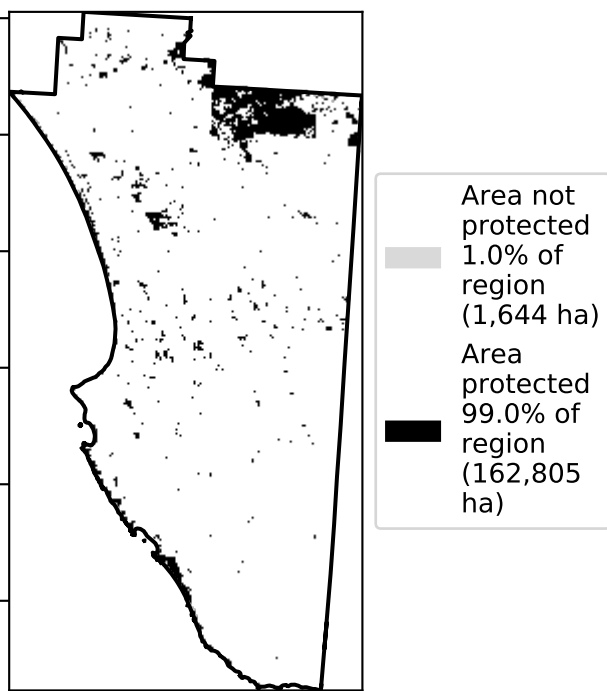 Area not
protected
1.0% of
region
(1,644 ha)
Area
protected
99.0% of
region
(162,805
ha)